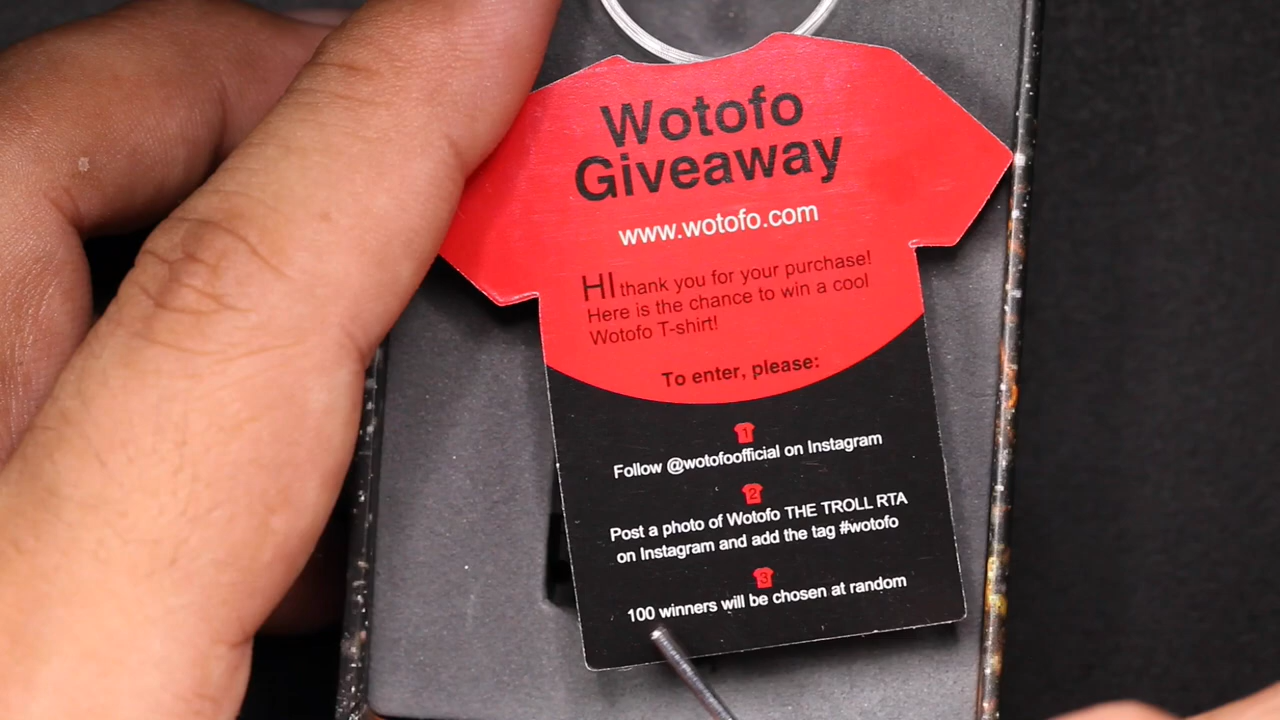 Wotofo
Giveaway
www.wotofo.com
HI thank you for your purchase!
Here is the chance to win a cool
Wotofo T-shirt!
To enter, please:
1
Follow @wotofoofficial on Instagram
2
Post a photo of Wotofo THE TROLL RTA
on Instagram and add the tag #wotofo
3
100 winners will be chosen at random